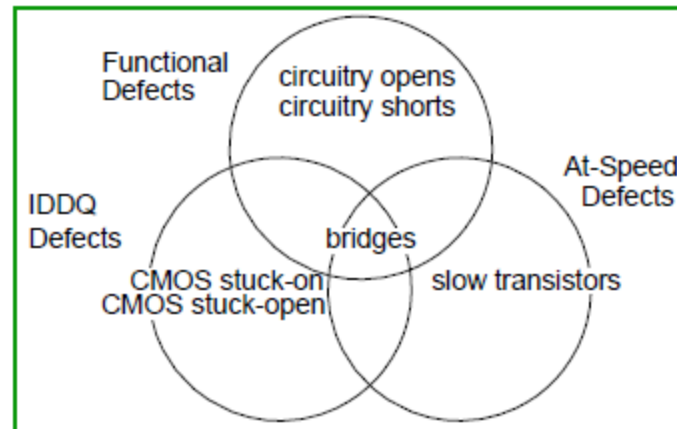 Functional
Defects
circuitry opens
circuitry shorts
At-Speed
Defects
IDDQ
Defects
bridges
CMOS stuck-on
CMOS stuck-open
slow transistors